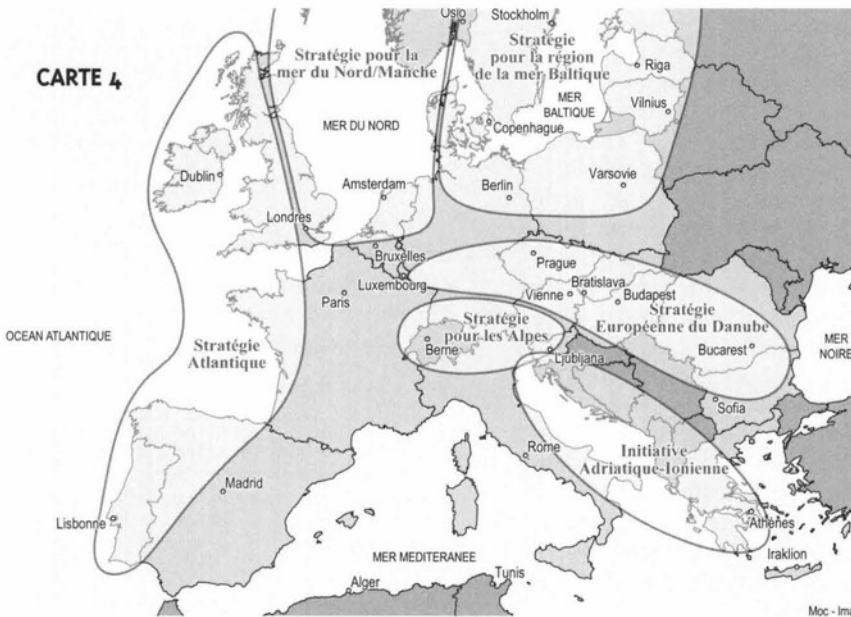 CARTE 4
Oslo
Stockholm
Stratégie pour la
mer du Nord/Manche
Stratégie
pour la région
de la mer Baltique
Riga
MER
BALTIQUE
Vilnius
MER DU NORD
Copenhague
Dublin
Amsterdam
Berlin
Varsovie
Londres
Bruxelles
Luxembourg
Paris
Prague
Bratislava
Vienne
Budapest
Stratégie
Européenne du Danube
Bucarest
MER
NOIRE
OCEAN ATLANTIQUE
Stratégie
Atlantique
Stratégie
pour les Alpes
Berne
Ljubljana
Sofia
Rome
Initiative
Adriatique-Ionienne
Madrid
Lisbonne
Athènes
Iraklion
MER MEDITERANEE
Alger
Tunis
Moc - Ima